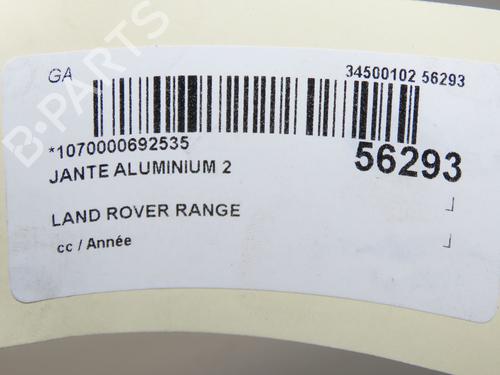 GA
34500102 56293
*1070000692535
56293
JANTE ALUMINIUM 2
LAND ROVER RANGE
cc / Année
B-PARTS